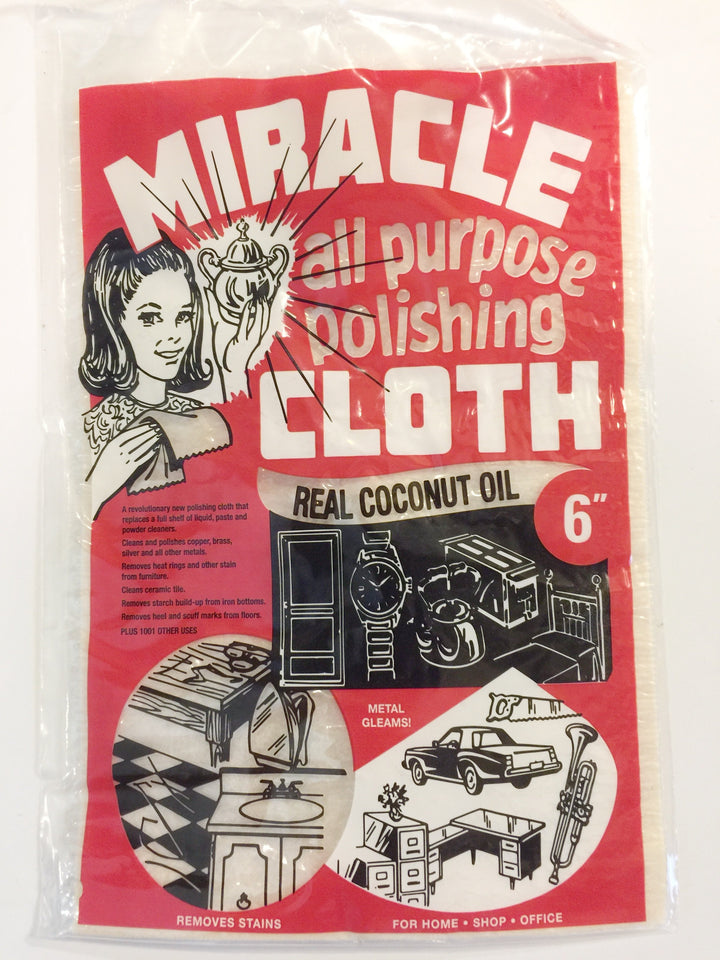 MIRACLE
all purpose
polishing
CLOTH
REAL COCONUT OIL
6"
A revolutionary new polishing cloth that
replaces a full shelf of liquid, paste and
powder cleaners.
Cleans and polishes copper, brass,
silver and all other metals.
Removes heat rings and other stain
from furniture.
Cleans ceramic tile.
Removes starch build-up from iron bottoms.
Removes heel and scuff marks from floors.
PLUS 1001 OTHER USES
METAL
GLEAMS!
REMOVES STAINS
FOR HOME • SHOP • OFFICE